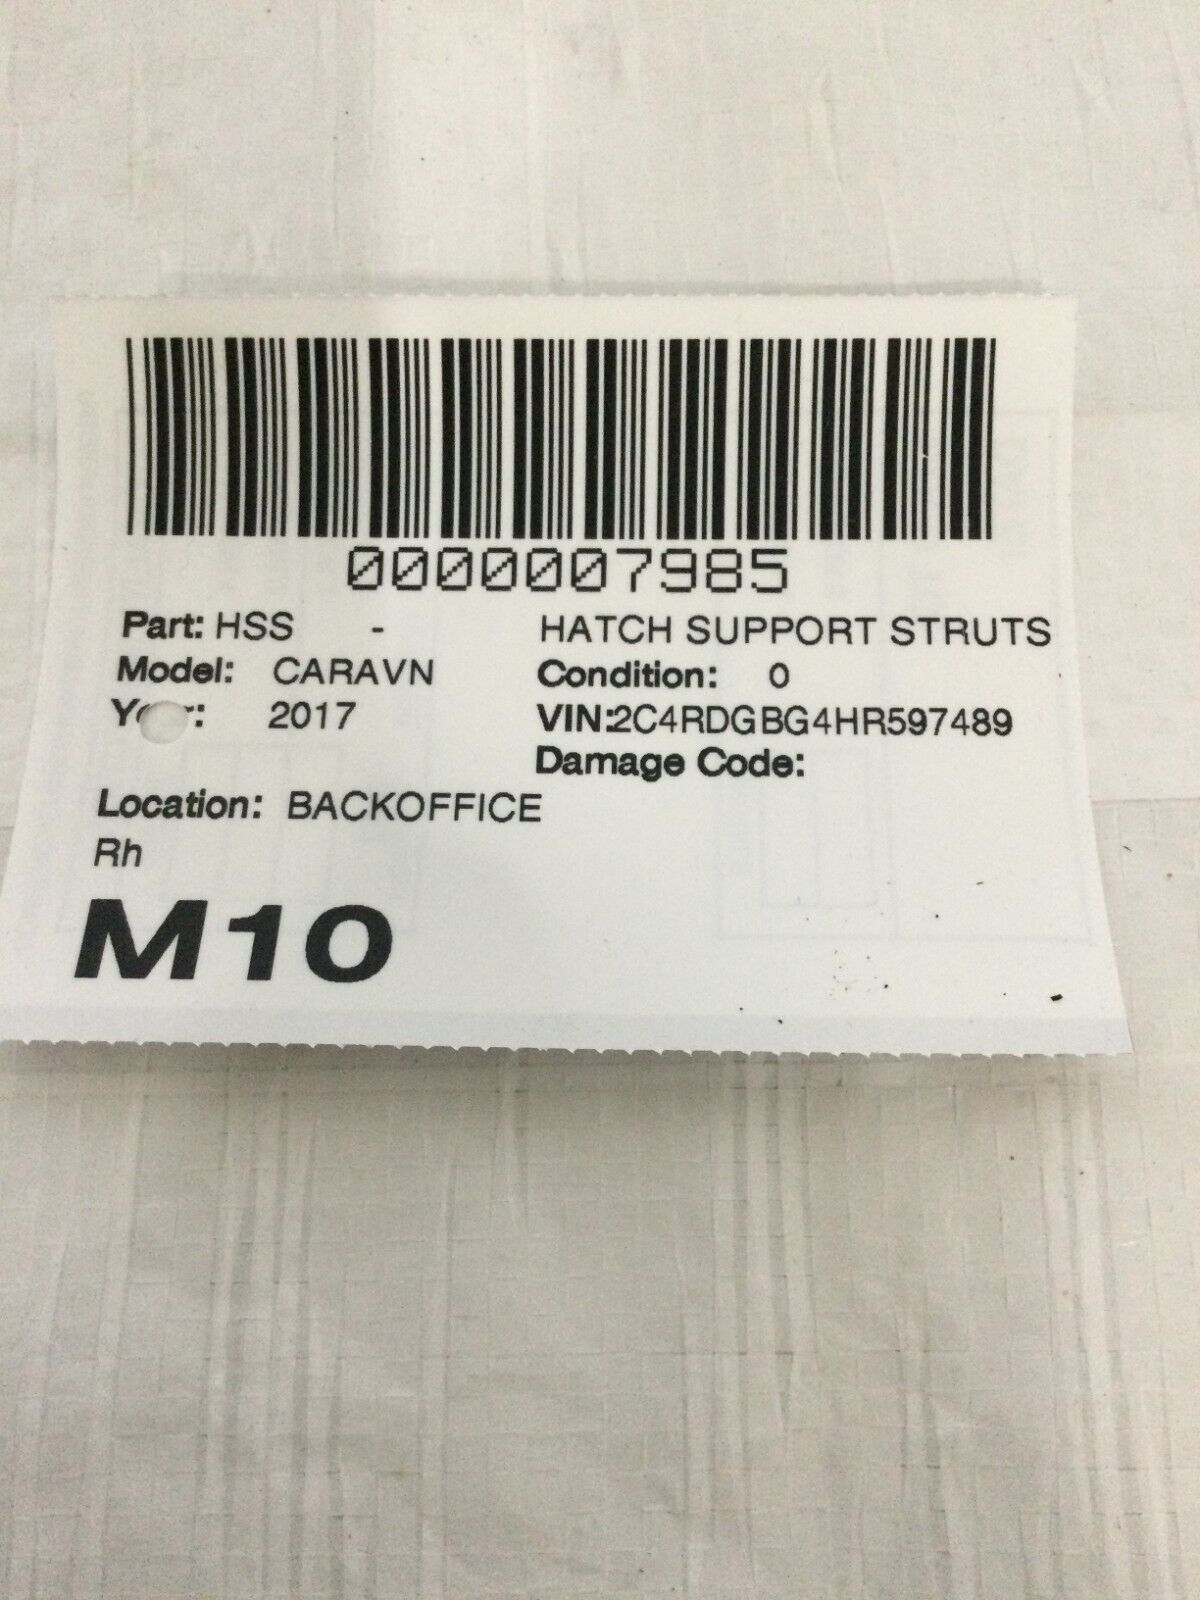 0000007985
Part: HSS - HATCH SUPPORT STRUTS
Model: CARAVN Condition: 0
Year: 2017 VIN:2C4RDGBG4HR597489
Damage Code:
Location: BACKOFFICE
Rh
M10